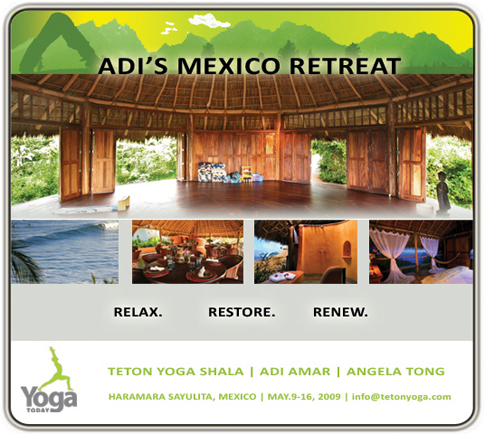 ADI'S MEXICO RETREAT
RELAX. RESTORE. RENEW.
TETON YOGA SHALA | ADI AMAR | ANGELA TONG
HARAMARA SAYULITA, MEXICO | MAY.9-16, 2009 | info@tetonyoga.com
Yoga
TODAY